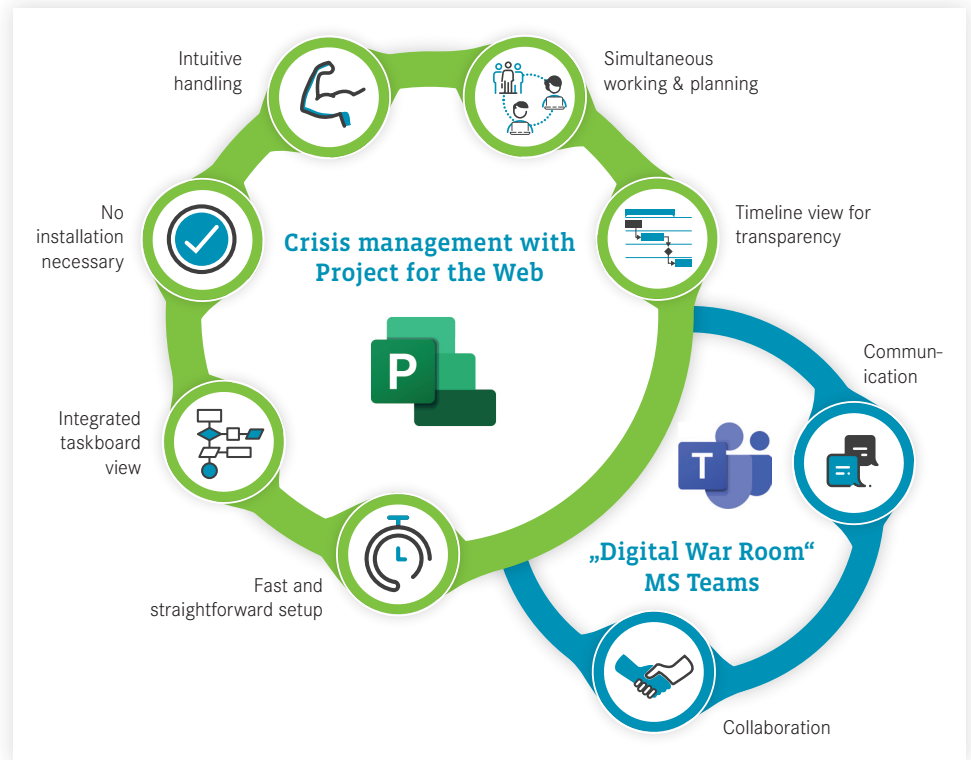 Intuitive
handling
Simultaneous
working & planning
No
installation
necessary
Timeline view for
transparency
Crisis management with
Project for the Web
P
Commun-
ication
Integrated
taskboard
view
T
„Digital War Room“
MS Teams
Fast and
straightforward setup
Collaboration